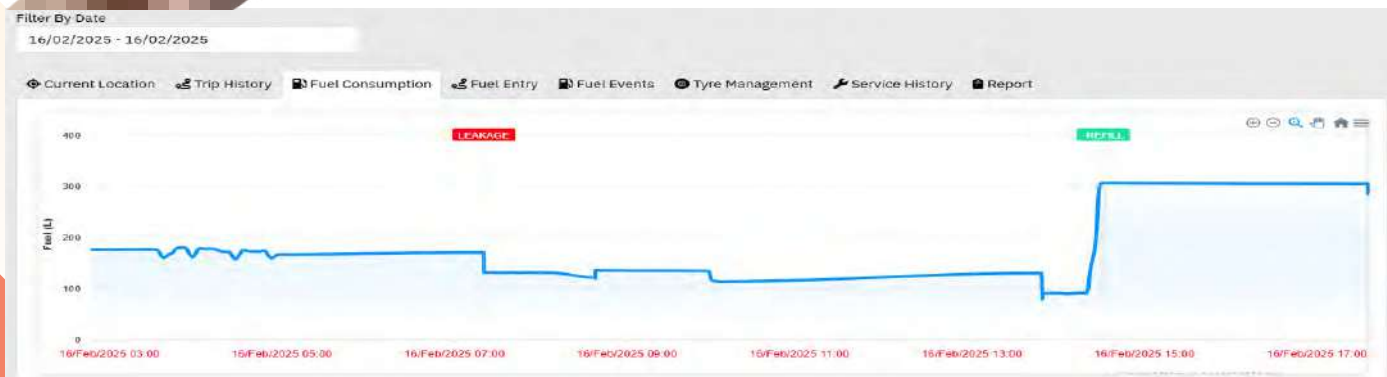 Filter By Date
16/02/2025 - 16/02/2025
Current Location Trip History Fuel Consumption Fuel Entry Fuel Events Tyre Management Service History Report
LEAKAGE
REFILL
400
300
200
100
0
Fuel (L)
16/Feb/2025 03:00 16/Feb/2025 05:00 16/Feb/2025 07:00 16/Feb/2025 09:00 16/Feb/2025 11:00 16/Feb/2025 13:00 16/Feb/2025 15:00 16/Feb/2025 17:00